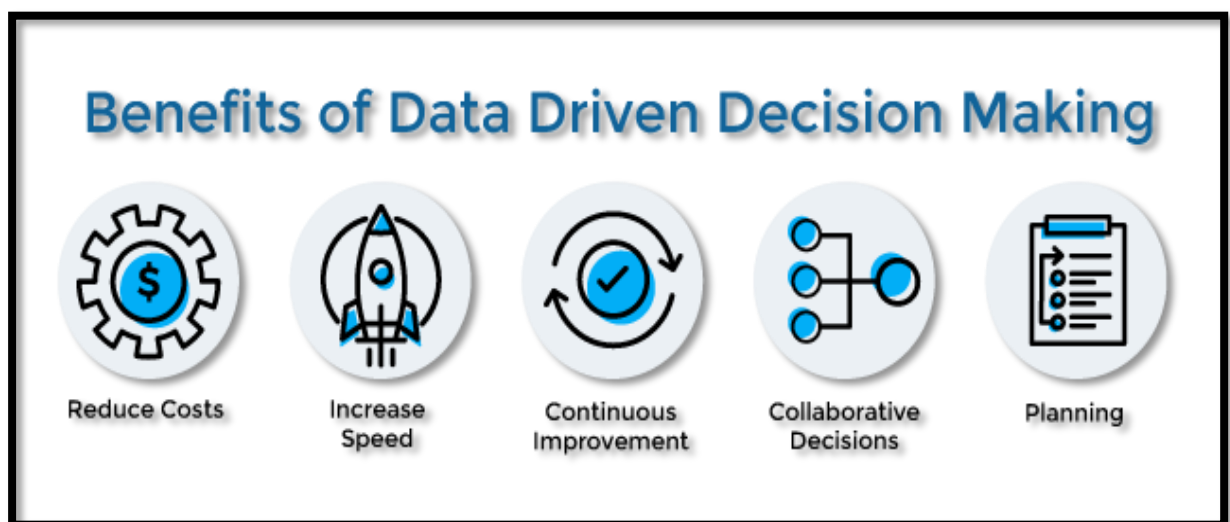 Benefits of Data Driven Decision Making
$
Reduce Costs
Increase
Speed
Continuous
Improvement
Collaborative
Decisions
Planning